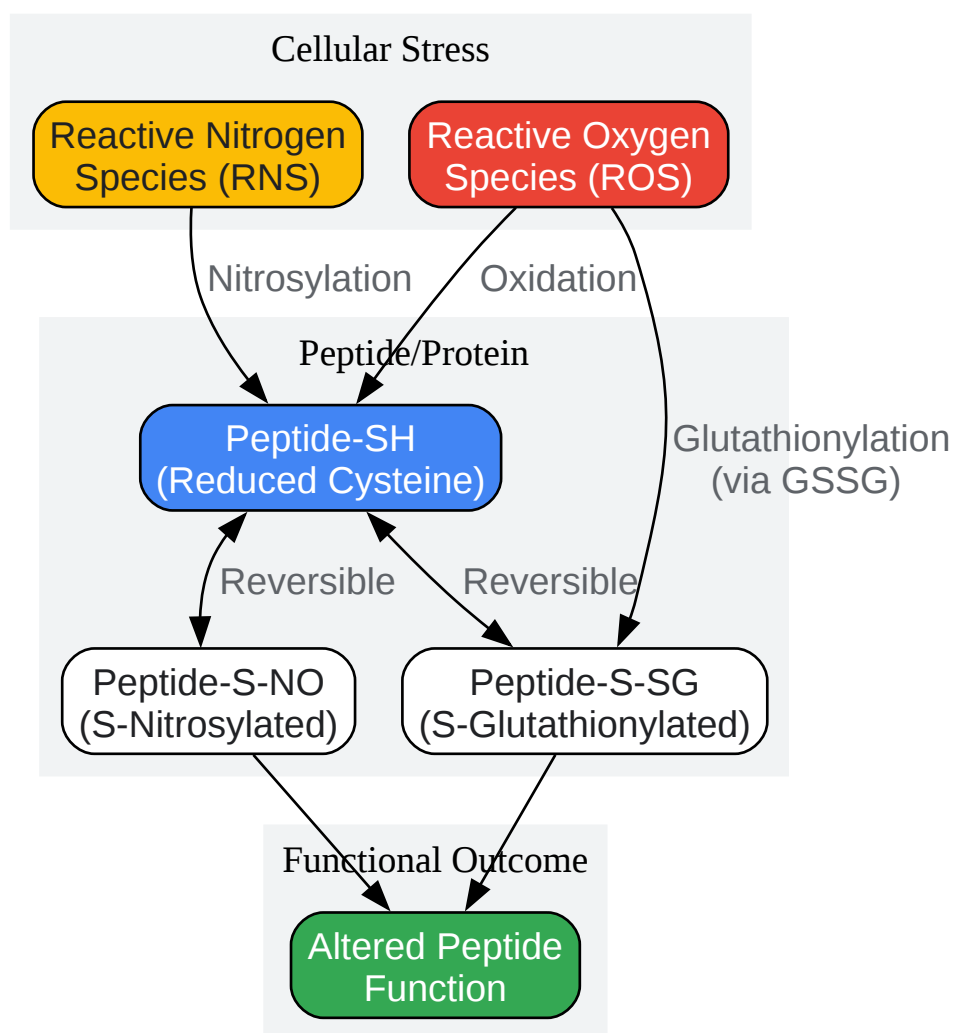 Cellular Stress
Reactive Nitrogen
Species (RNS)
Reactive Oxygen
Species (ROS)
Nitrosylation
Oxidation
Peptide/Protein
Peptide-SH
(Reduced Cysteine)
Glutathionylation
(via GSSG)
Reversible
Reversible
Peptide-S-NO
(S-Nitrosylated)
Peptide-S-SG
(S-Glutathionylated)
Functional Outcome
Altered Peptide
Function